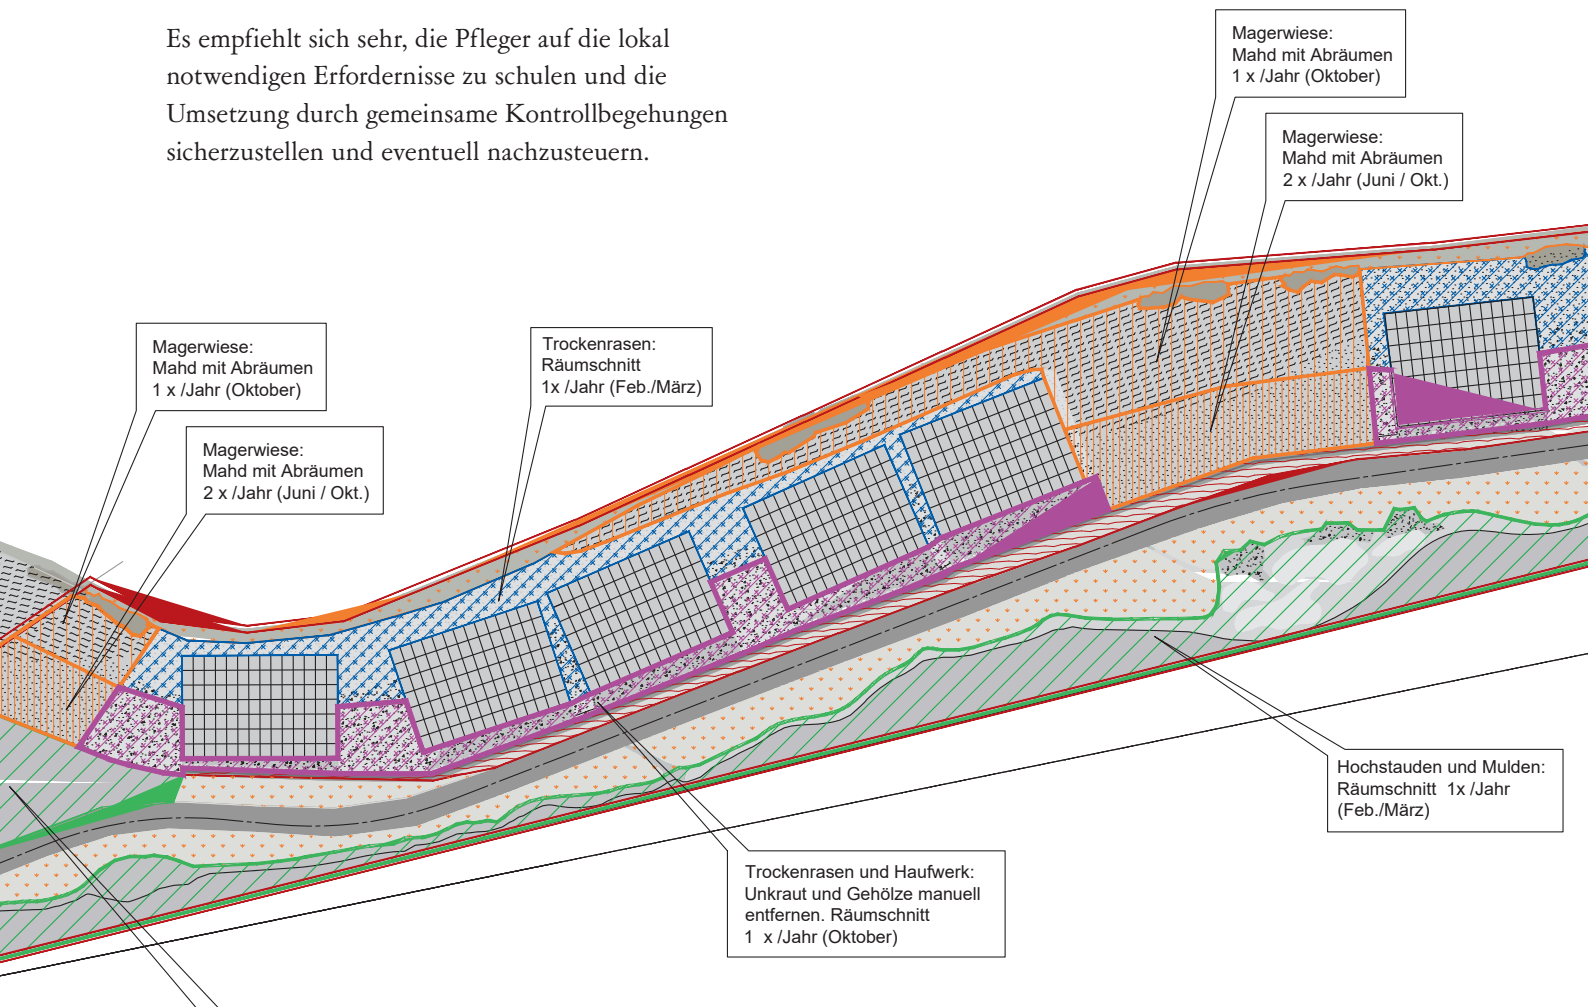 Es empfiehlt sich sehr, die Pfleger auf die lokal
notwendigen Erfordernisse zu schulen und die
Umsetzung durch gemeinsame Kontrollbegehungen
sicherzustellen und eventuell nachzusteuern.
Magerwiese:
Mahd mit Abräumen
1 x /Jahr (Oktober)
Magerwiese:
Mahd mit Abräumen
2 x /Jahr (Juni / Okt.)
Magerwiese:
Mahd mit Abräumen
1 x /Jahr (Oktober)
Trockenrasen:
Räumschnitt
1x /Jahr (Feb./März)
Magerwiese:
Mahd mit Abräumen
2 x /Jahr (Juni / Okt.)
Hochstauden und Mulden:
Räumschnitt 1x /Jahr
(Feb./März)
Trockenrasen und Haufwerk:
Unkraut und Gehölze manuell
entfernen. Räumschnitt
1 x /Jahr (Oktober)